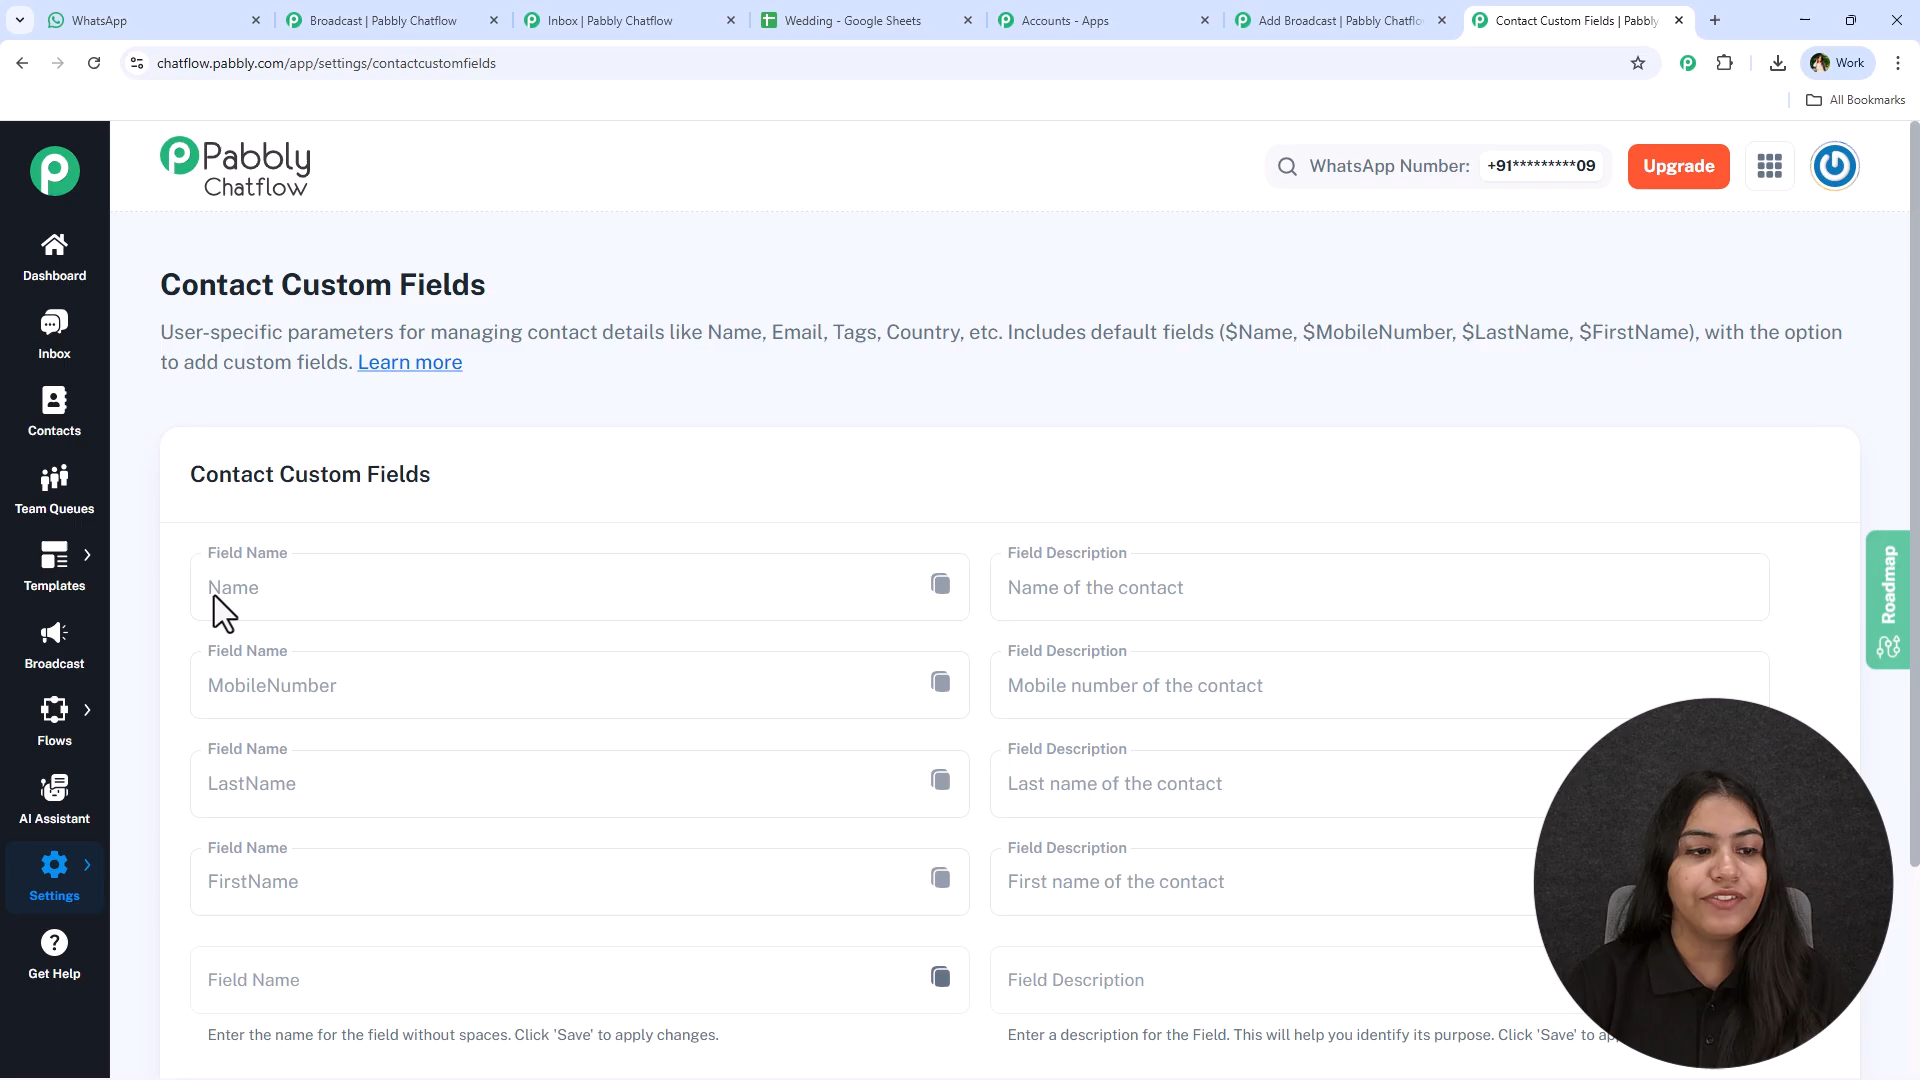 WhatsApp
Broadcast | Pabbly Chatflow
Inbox | Pabbly Chatflow
Wedding - Google Sheets
Accounts - Apps
Add Broadcast | Pabbly Chatflo
Contact Custom Fields | Pabbly
chatflow.pabbly.com/app/settings/contactcustomfields
Work
All Bookmarks
Pabbly
Chatflow
WhatsApp Number: +91*********09
Upgrade
Dashboard
Inbox
Contacts
Team Queues
Templates
Broadcast
Flows
AI Assistant
Settings
Get Help
Contact Custom Fields
User-specific parameters for managing contact details like Name, Email, Tags, Country, etc. Includes default fields ($Name, $MobileNumber, $LastName, $FirstName), with the option
to add custom fields. Learn more
Contact Custom Fields
Field Name
Name
Field Description
Name of the contact
Field Name
MobileNumber
Field Description
Mobile number of the contact
Field Name
LastName
Field Description
Last name of the contact
Field Name
FirstName
Field Description
First name of the contact
Field Name
Field Description
Enter the name for the field without spaces. Click 'Save' to apply changes.
Enter a description for the Field. This will help you identify its purpose. Click 'Save' to
Roadmap